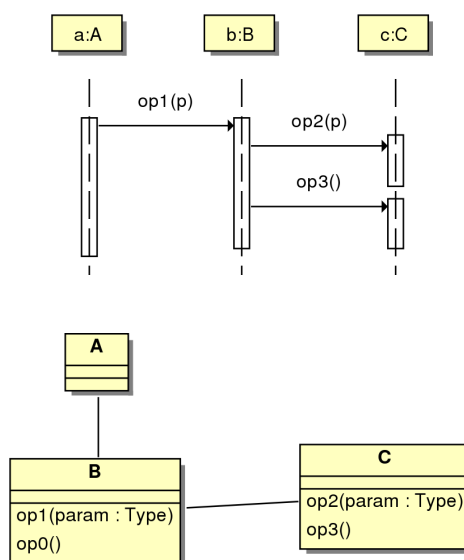 a:A b:B c:C
op1(p)
op2(p)
op3()
A
B
op1(param : Type)
op0()
C
op2(param : Type)
op3()